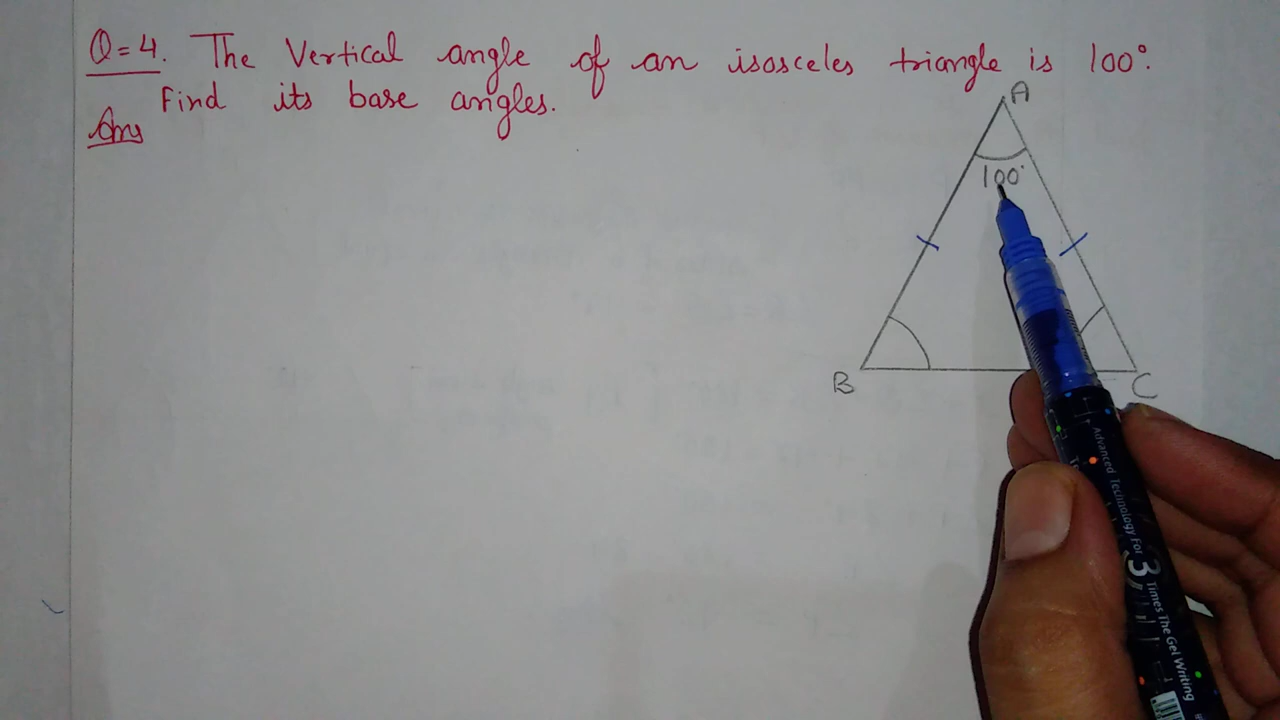 Q=4. The Vertical angle of an isosceles triangle is 100°.
Find its base angles.
Ans
A
100°
B
C
Advanced Technology For
3 Times The Gel Writing